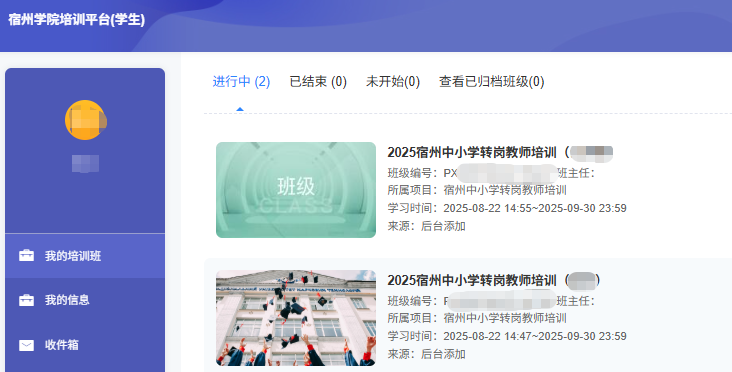 宿州学院培训平台(学生)
进行中 (2)
已结束 (0)
未开始(0)
查看已归档班级(0)
我的培训班
我的信息
收件箱
班级
CLASS
2025宿州中小学转岗教师培训（
班级编号：PX
班主任：
所属项目：宿州中小学转岗教师培训
学习时间：2025-08-22 14:55~2025-09-30 23:59
来源：后台添加
2025宿州中小学转岗教师培训（
）
班级编号：P
班主任：
所属项目：宿州中小学转岗教师培训
学习时间：2025-08-22 14:47~2025-09-30 23:59
来源：后台添加